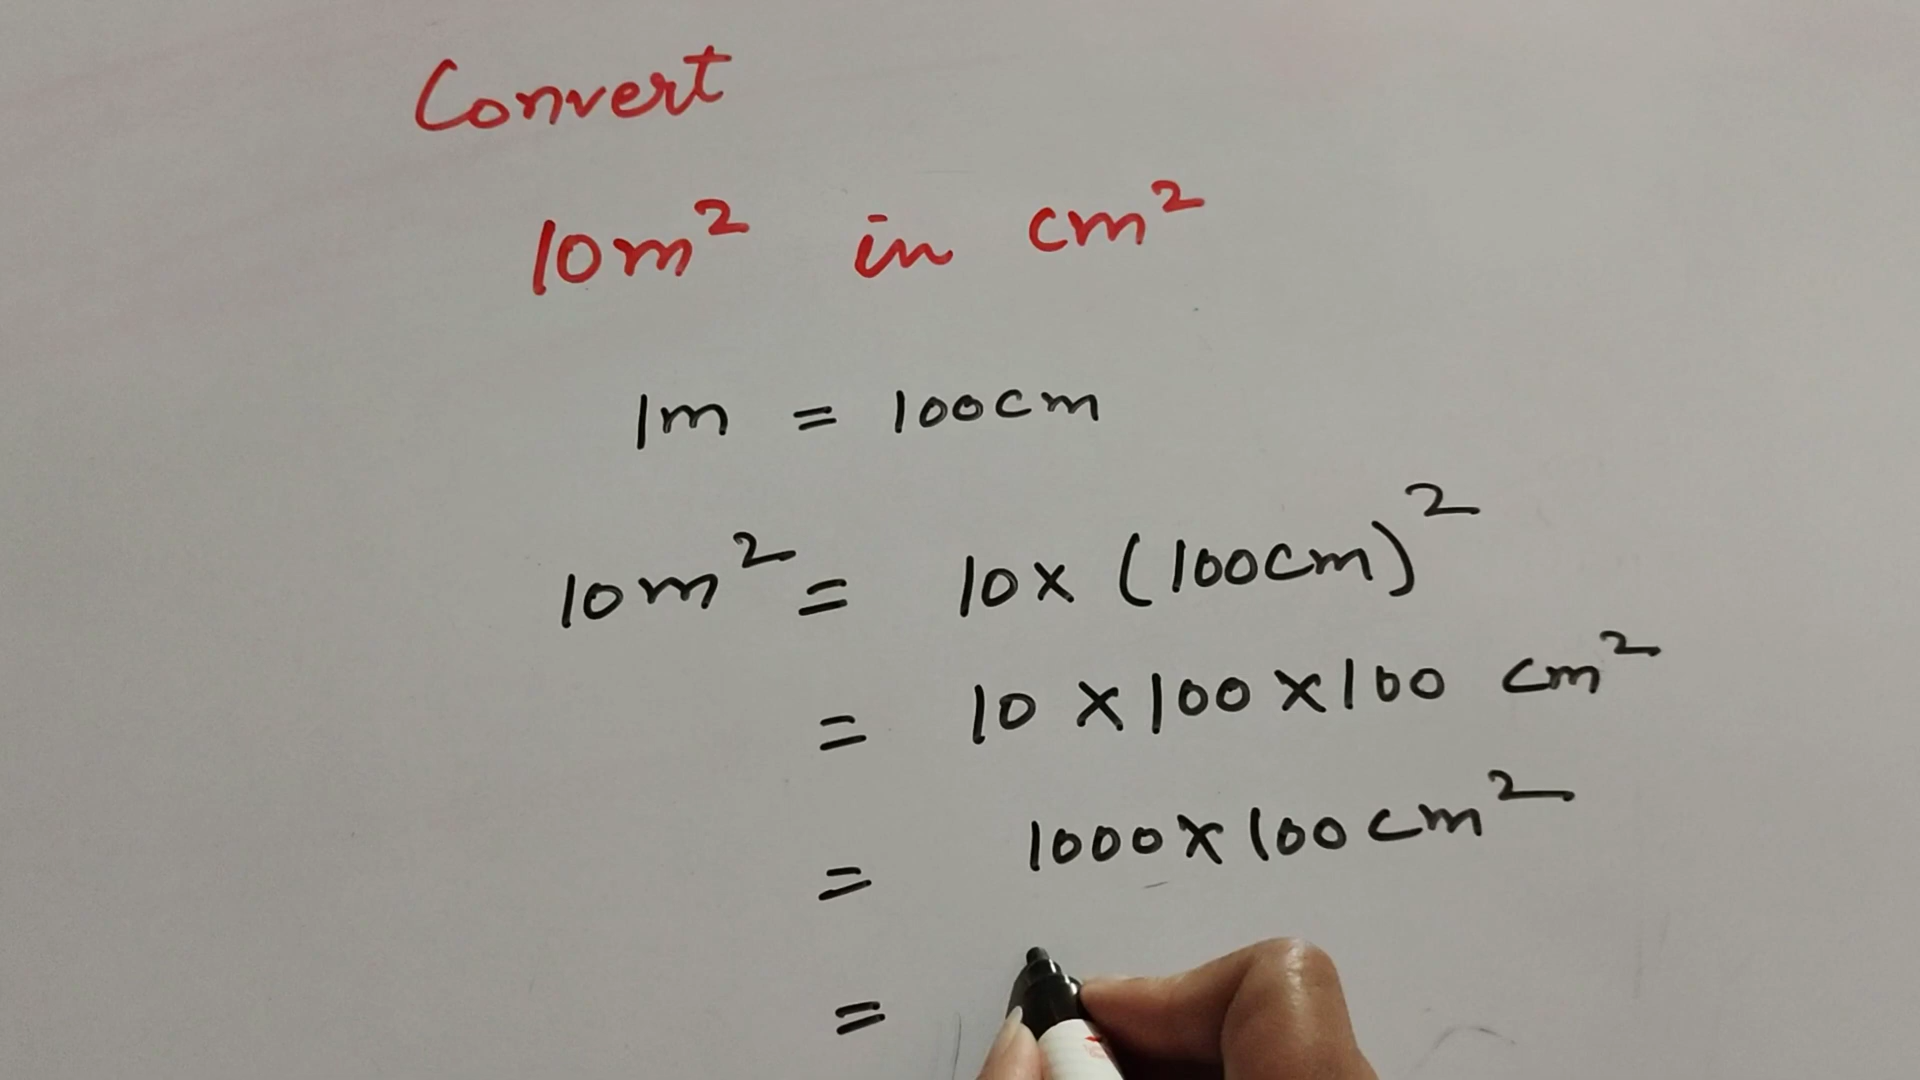 Convert
10m² in cm²
1m = 100cm
10m² = 10x (100cm)²
= 10 x 100 x 100 cm²
= 1000 x 100 cm²
=